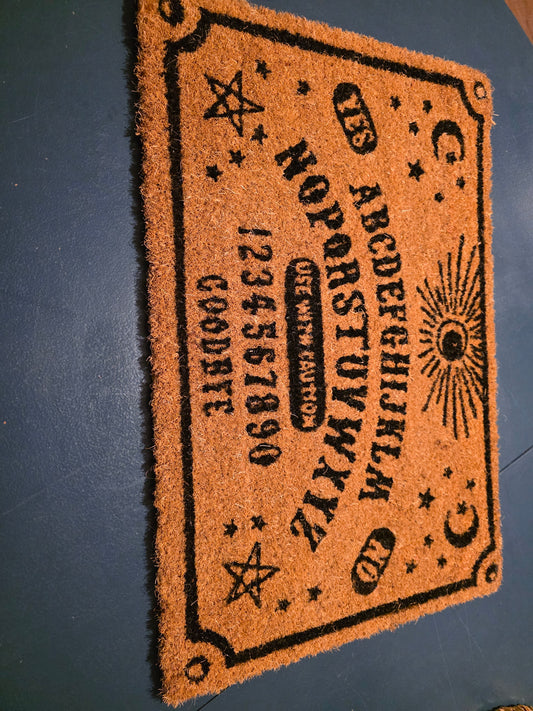 YES NO
ABCDEFGHIJKLM
NOPQRSTUVWXYZ
USE WITH CAUTION
1234567890
GOODBYE